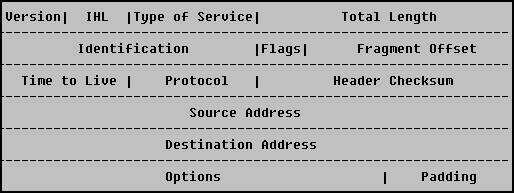 Version| IHL |Type of Service| Total Length
Identification |Flags| Fragment Offset
Time to Live | Protocol | Header Checksum
Source Address
Destination Address
Options | Padding